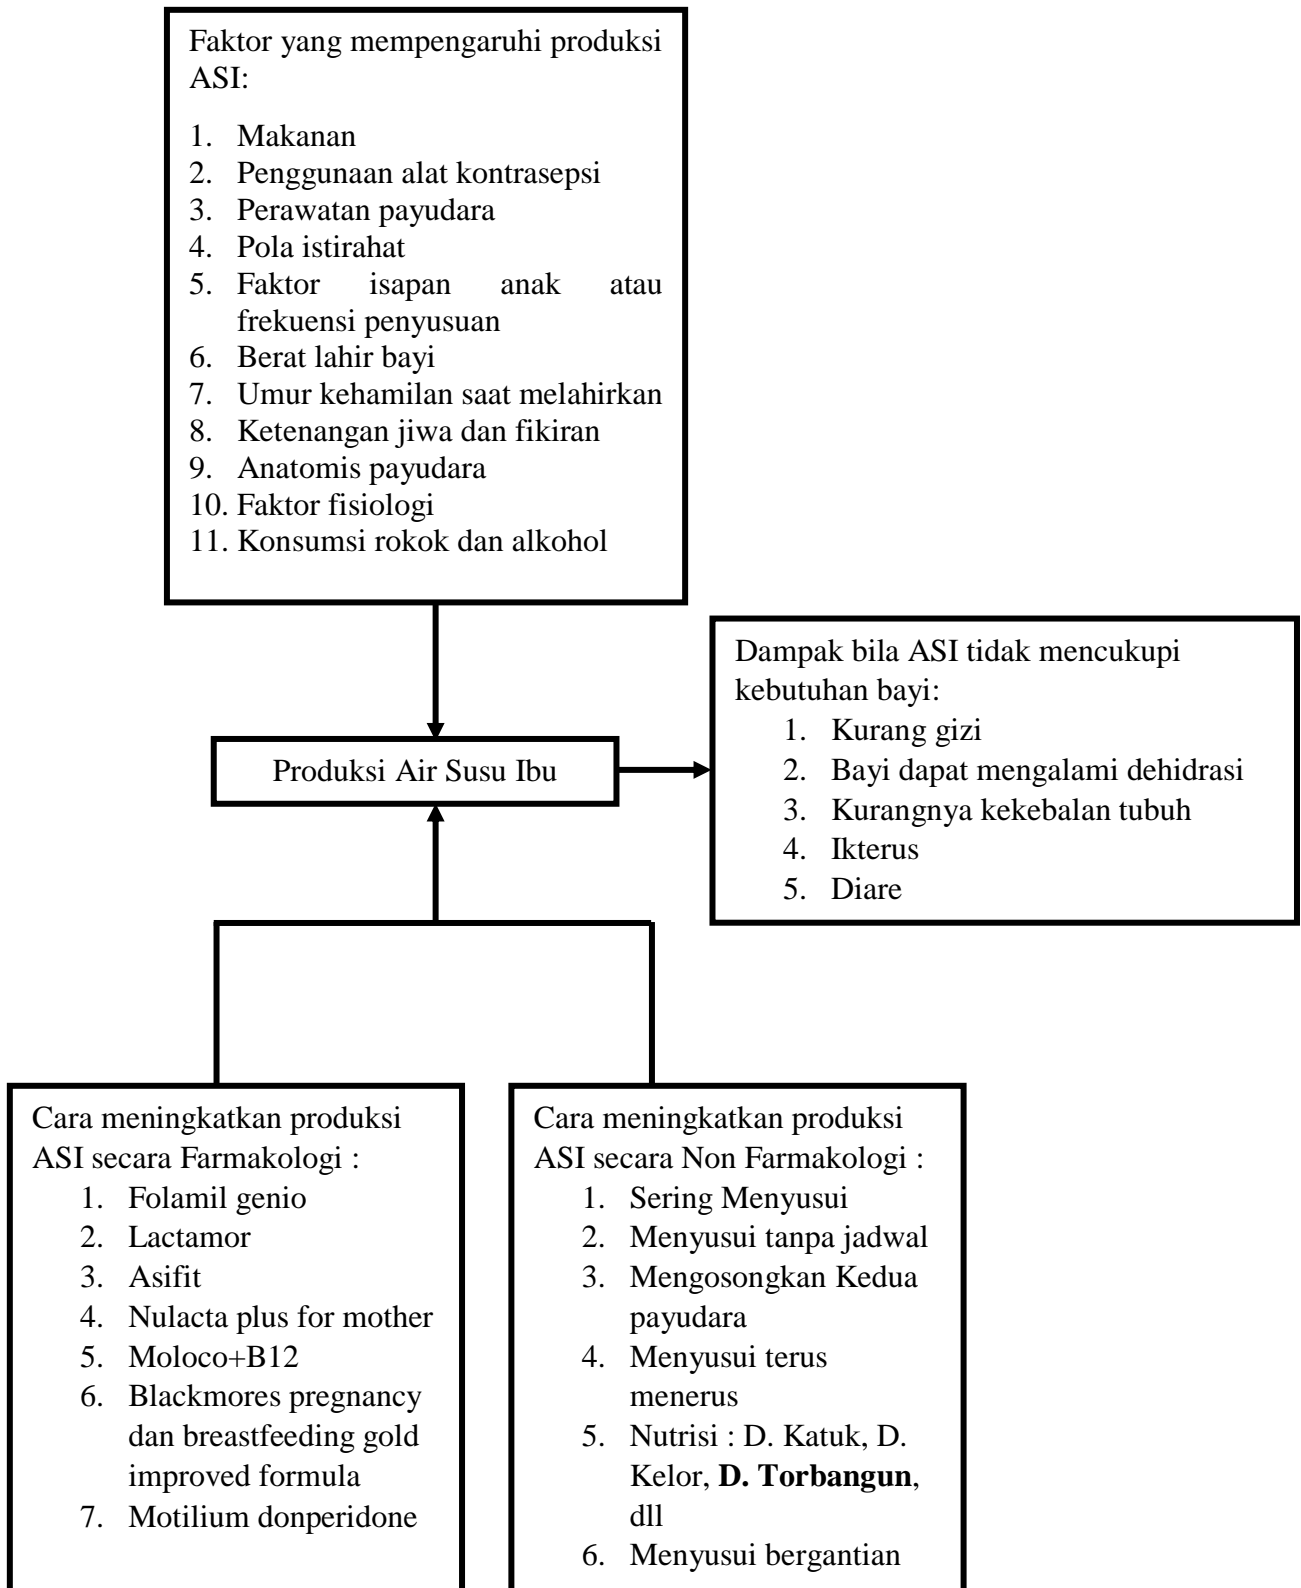 Faktor yang mempengaruhi produksi
ASI:
1. Makanan
2. Penggunaan alat kontrasepsi
3. Perawatan payudara
4. Pola istirahat
5. Faktor isapan anak atau
frekuensi penyusuan
6. Berat lahir bayi
7. Umur kehamilan saat melahirkan
8. Ketenangan jiwa dan fikiran
9. Anatomis payudara
10. Faktor fisiologi
11. Konsumsi rokok dan alkohol
Dampak bila ASI tidak mencukupi
kebutuhan bayi:
1. Kurang gizi
2. Bayi dapat mengalami dehidrasi
3. Kurangnya kekebalan tubuh
4. Ikterus
5. Diare
Produksi Air Susu Ibu
Cara meningkatkan produksi
ASI secara Farmakologi :
1. Folamil genio
2. Lactamor
3. Asifit
4. Nulacta plus for mother
5. Moloco+B12
6. Blackmores pregnancy
dan breastfeeding gold
improved formula
7. Motilium donperidone
Cara meningkatkan produksi
ASI secara Non Farmakologi :
1. Sering Menyusui
2. Menyusui tanpa jadwal
3. Mengosongkan Kedua
payudara
4. Menyusui terus
menerus
5. Nutrisi : D. Katuk, D.
Kelor, D. Torbangun,
dll
6. Menyusui bergantian